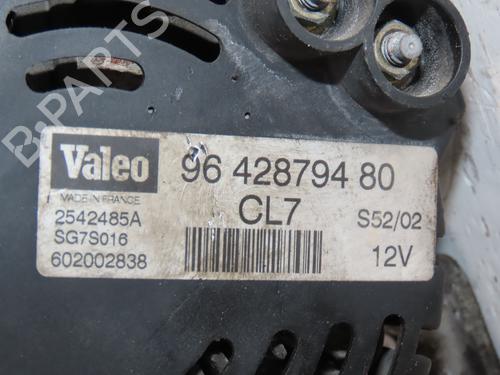 Valeo
96 428794 80
MADE IN FRANCE
CL7
2542485A
S52/02
SG7S016
602002838
12V
B-PARTS